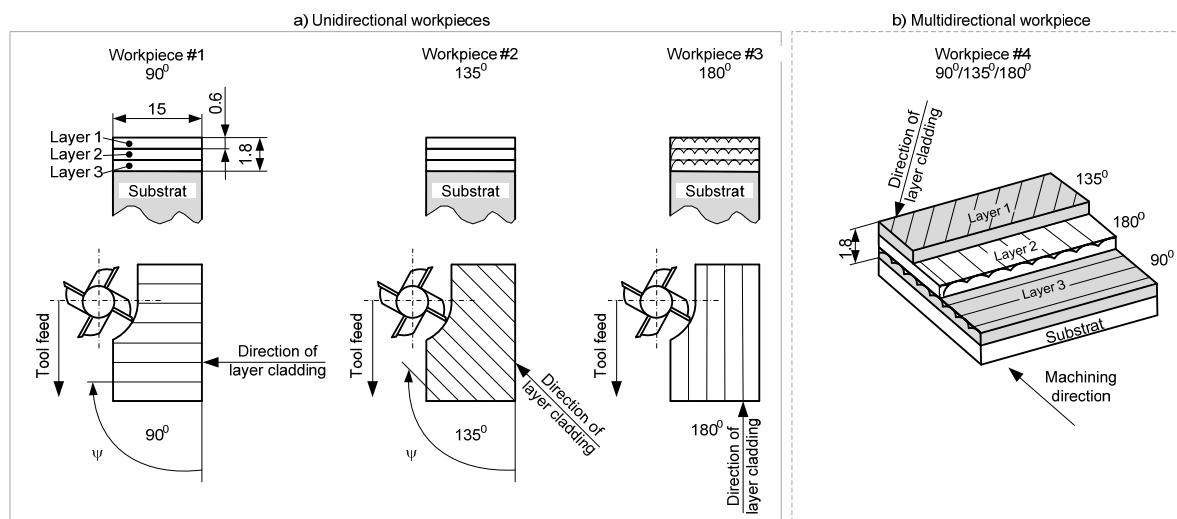 a) Unidirectional workpieces
Workpiece #1
90⁰
15
0.6
1.8
Layer 1
Layer 2
Layer 3
Substrat
Tool feed
Direction of
layer cladding
90⁰
ψ
Workpiece #2
135⁰
Substrat
Tool feed
Direction of
layer cladding
135⁰
ψ
Workpiece #3
180⁰
Substrat
Tool feed
180⁰
Direction of
layer cladding
b) Multidirectional workpiece
Workpiece #4
90⁰/135⁰/180⁰
Direction of
layer cladding
1.8
Layer 1
135⁰
Layer 2
180⁰
Layer 3
90⁰
Substrat
Machining
direction